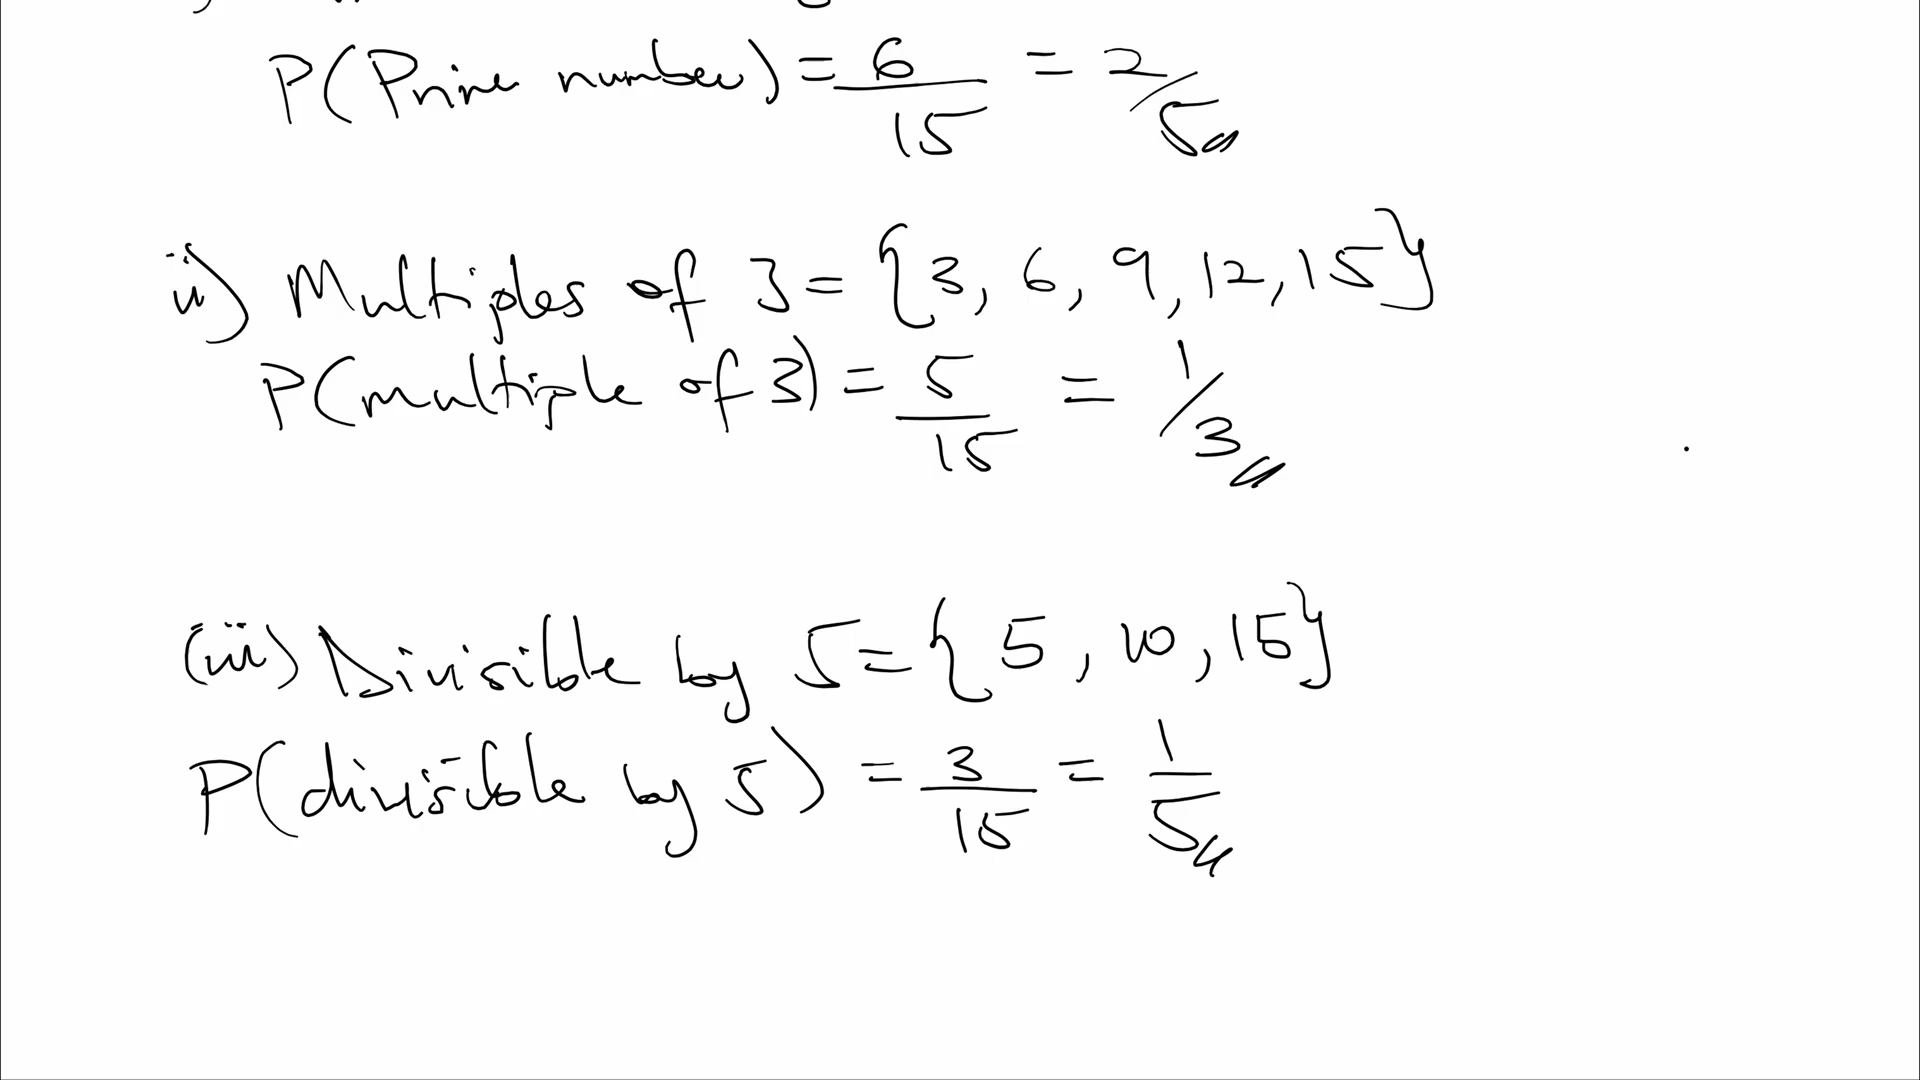 P(Prime number) = 6/15 = 2/5
ii) Multiples of 3 = {3, 6, 9, 12, 15}
P(multiple of 3) = 5/15 = 1/3
(iii) Divisible by 5 = {5, 10, 15}
P(divisible by 5) = 3/15 = 1/5